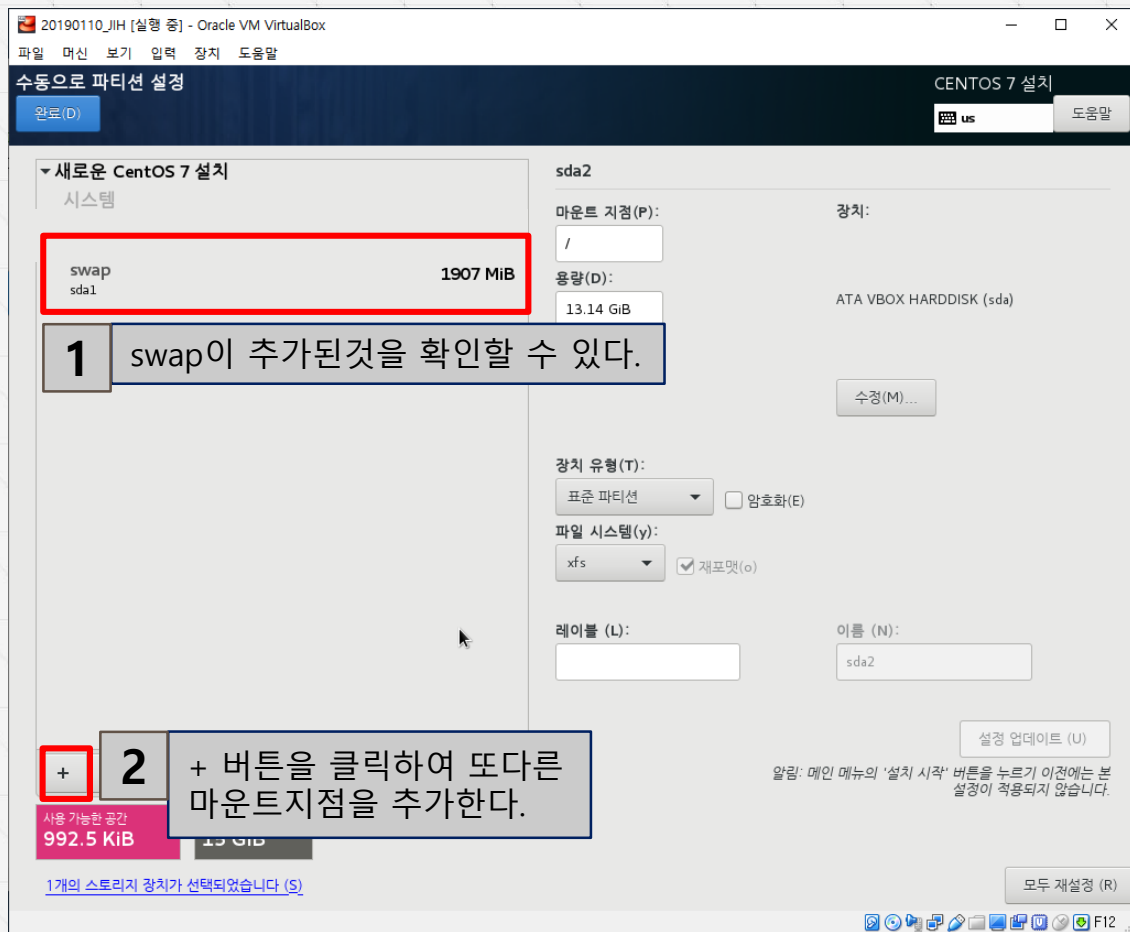 20190110_JIH [실행 중] - Oracle VM VirtualBox
파일 머신 보기 입력 장치 도움말
수동으로 파티션 설정
완료(D)
CENTOS 7 설치
us
도움말
새로운 CentOS 7 설치
시스템
swap 1907 MiB
sda1
1 swap이 추가된것을 확인할 수 있다.
sda2
마운트 지점(P):
/
용량(D):
13.14 GiB
장치:
ATA VBOX HARDDISK (sda)
수정(M)...
장치 유형(T):
표준 파티션
암호화(E)
파일 시스템(y):
xfs
재포맷(o)
레이블 (L):
이름 (N):
sda2
설정 업데이트 (U)
알림: 메인 메뉴의 '설치 시작' 버튼을 누르기 이전에는 본
설정이 적용되지 않습니다.
+
2 + 버튼을 클릭하여 또다른
마운트지점을 추가한다.
사용 가능한 공간
992.5 KiB
15 GiB
1개의 스토리지 장치가 선택되었습니다 (S)
모두 재설정 (R)
F12